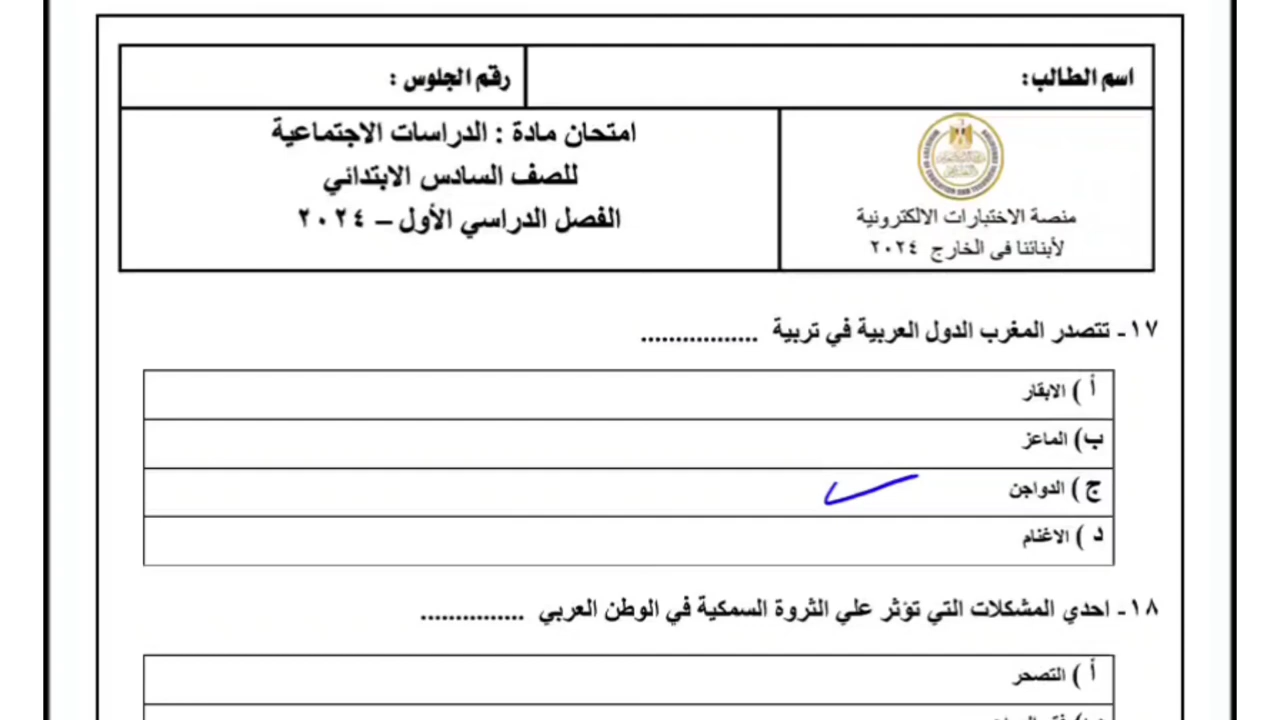 اسم الطالب:
رقم الجلوس :
منصة الاختبارات الالكترونية
لأبنائنا في الخارج ٢٠٢٤
امتحان مادة : الدراسات الاجتماعية
للصف السادس الابتدائي
الفصل الدراسي الأول – ٢٠٢٤
١٧- تتصدر المغرب الدول العربية في تربية .................
أ ) الابقار
ب) الماعز
ج ) الدواجن
د ) الاغنام
١٨- احدي المشكلات التي تؤثر علي الثروة السمكية في الوطن العربي ...............
أ ) التصحر